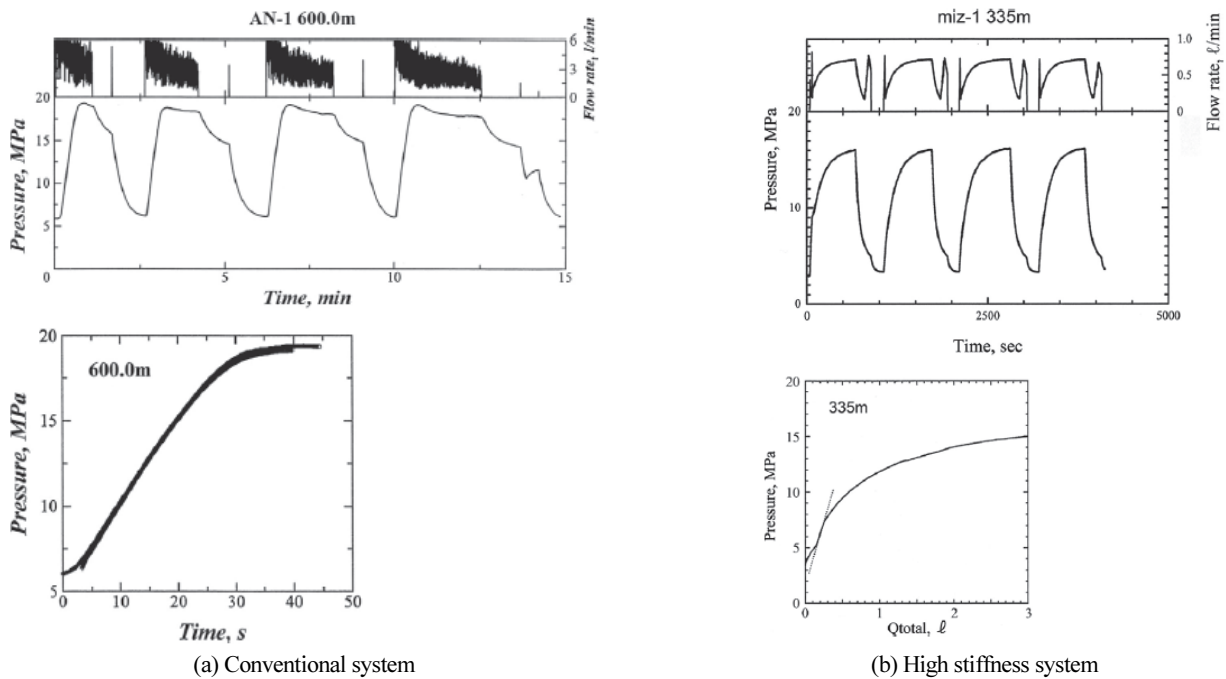 AN-1 600.0m
6
3
0
Flow rate, l/min
20
15
10
5
0
Pressure, MPa
5
10
15
Time, min
20
15
10
5
Pressure, MPa
600.0m
0
10
20
30
40
50
Time, s
(a) Conventional system
miz-1 335m
1.0
0.5
0
Flow rate, ℓ/min
20
10
0
Pressure, MPa
0
2500
5000
Time, sec
20
15
10
5
0
Pressure, MPa
335m
0
1
2
3
Qtotal, ℓ
(b) High stiffness system